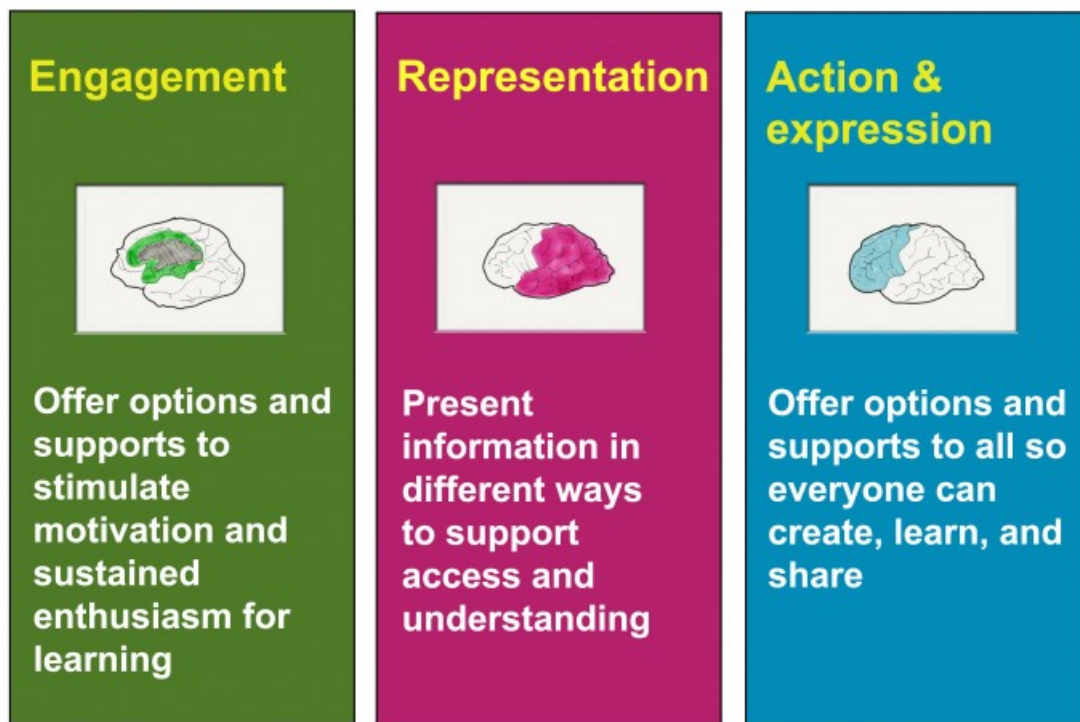 Engagement
Offer options and
supports to
stimulate
motivation and
sustained
enthusiasm for
learning
Representation
Present
information in
different ways
to support
access and
understanding
Action &
expression
Offer options and
supports to all so
everyone can
create, learn, and
share